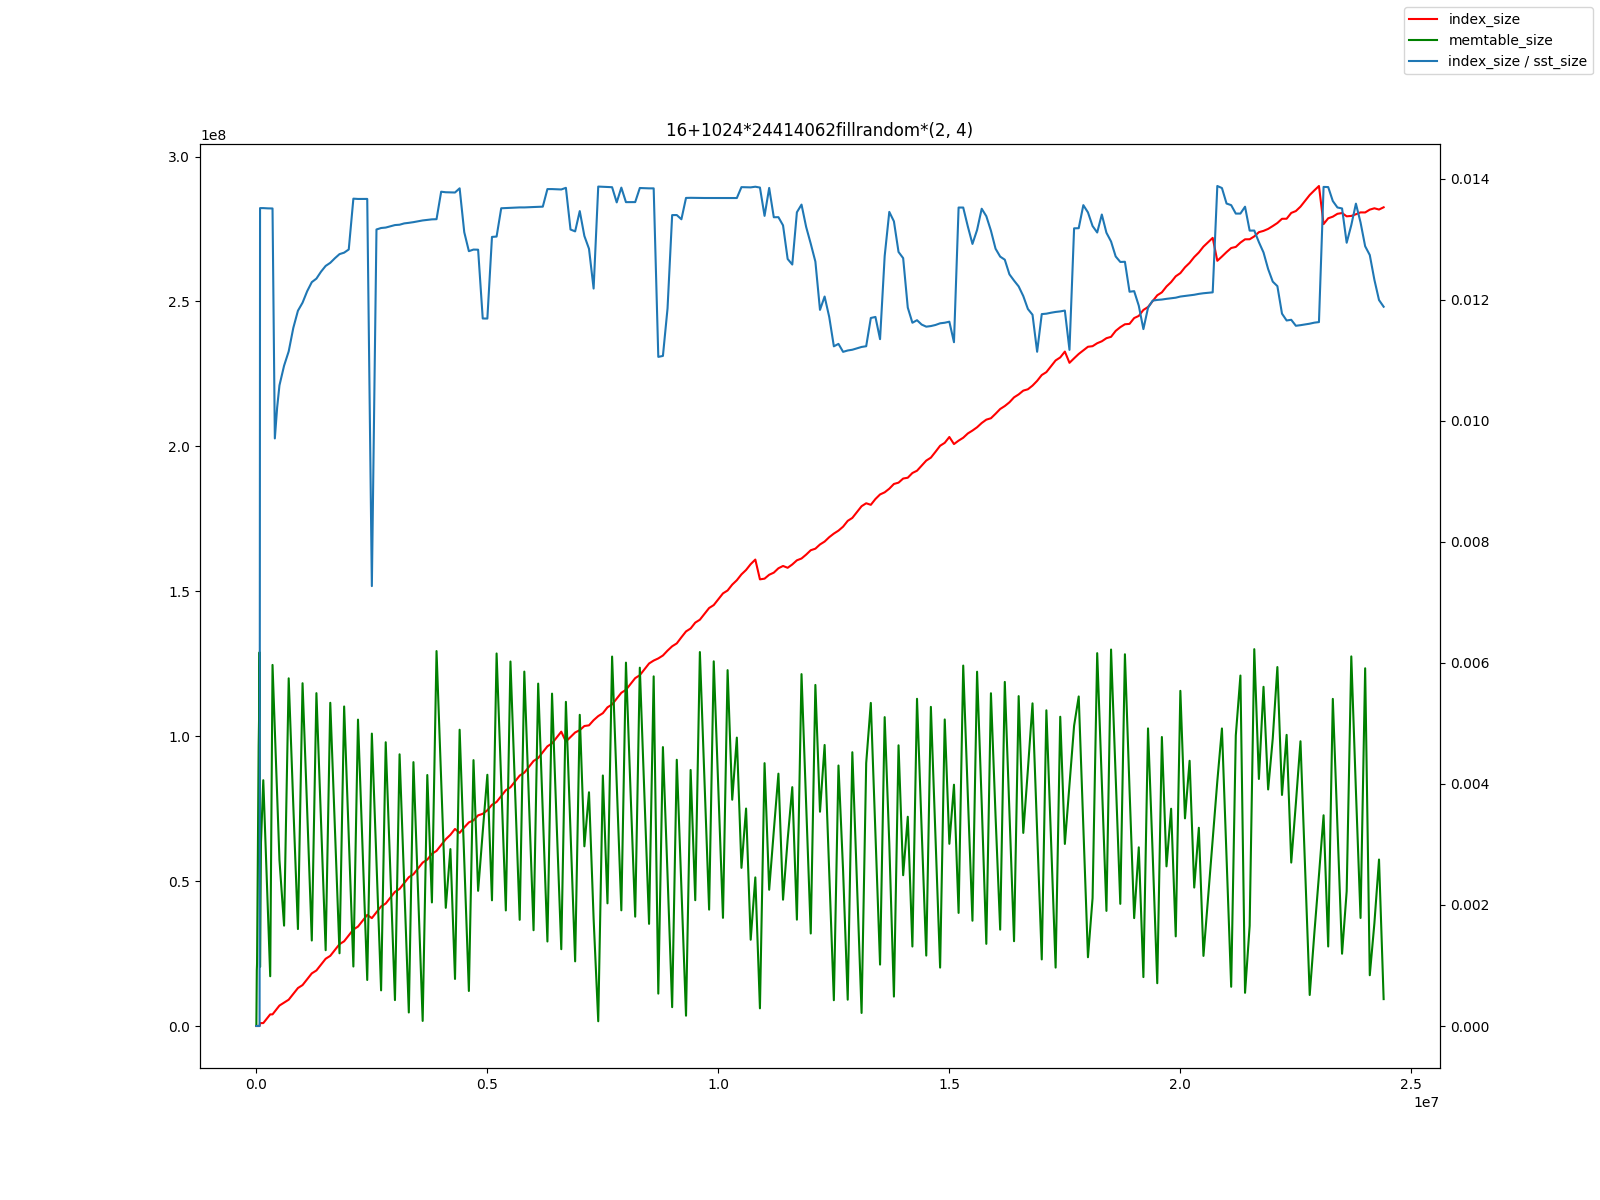 index_size
memtable_size
index_size / sst_size
16+1024*24414062fillrandom*(2, 4)
1e8
3.0
2.5
2.0
1.5
1.0
0.5
0.0
0.014
0.012
0.010
0.008
0.006
0.004
0.002
0.000
0.0 0.5 1.0 1.5 2.0 2.5
1e7